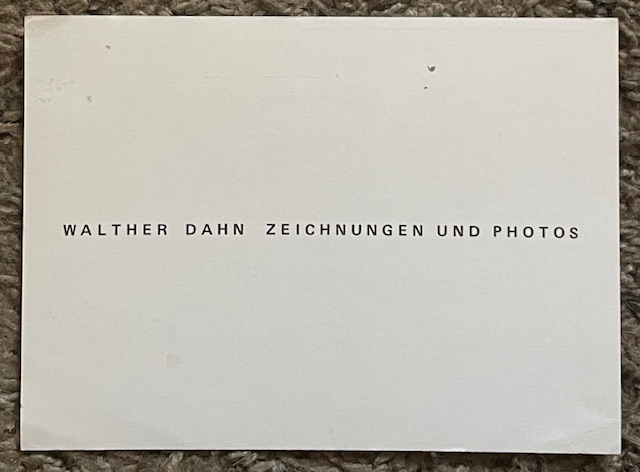 WALTHER DAHN ZEICHNUNGEN UND PHOTOS